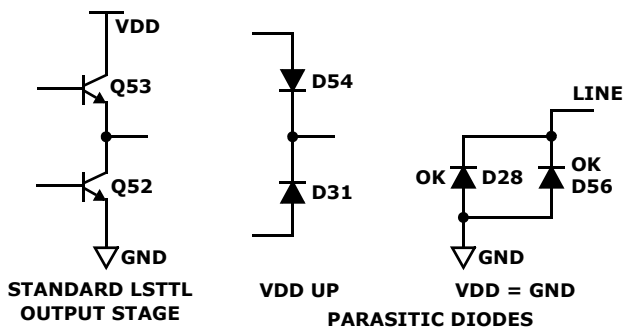 VDD
Q53
Q52
GND
STANDARD LSTTL
OUTPUT STAGE
D54
D31
VDD UP
LINE
OK D28
OK
D56
GND
VDD = GND
PARASITIC DIODES